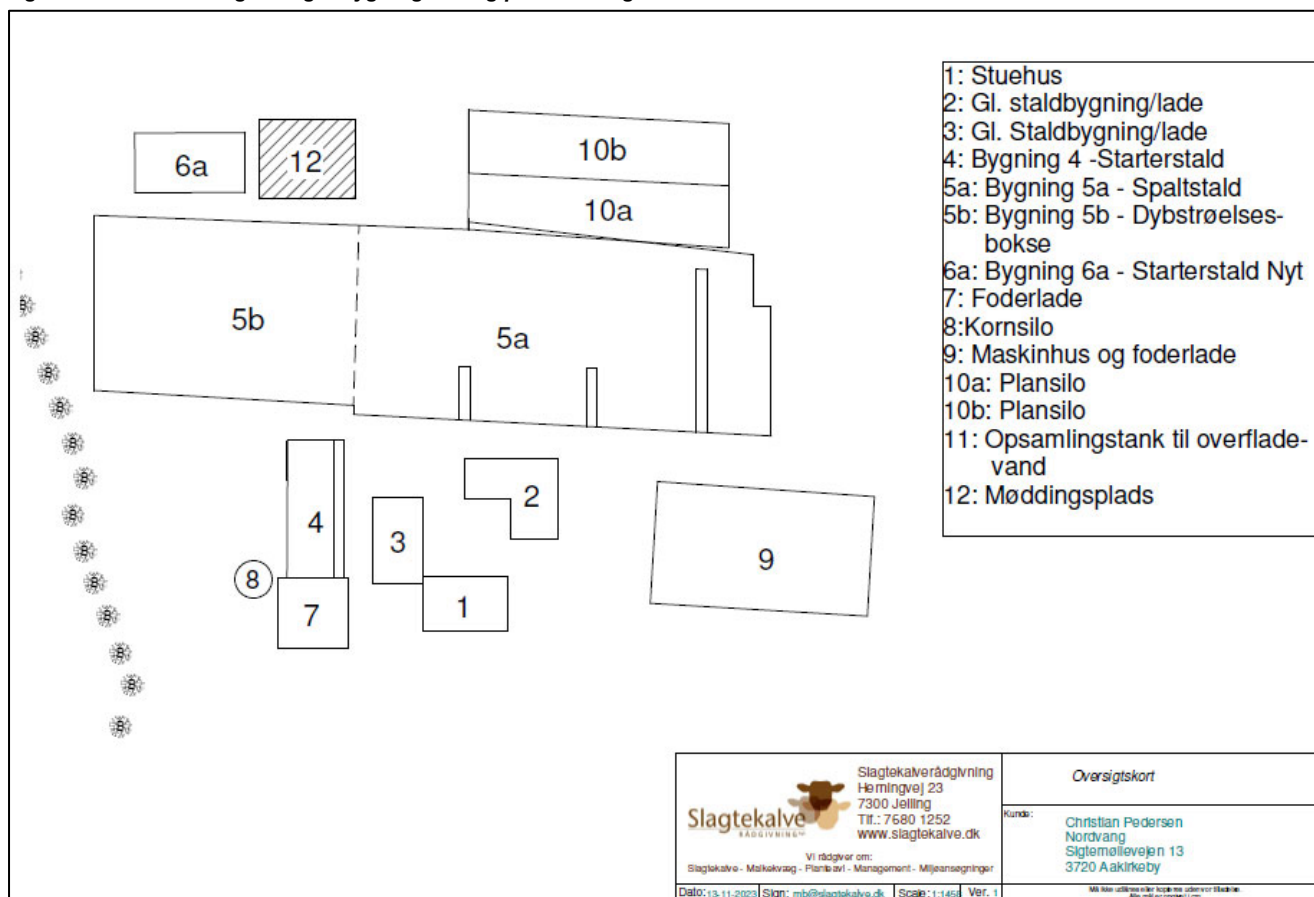 6a
12
10b
10a
5b
5a
4
3
2
8
7
1
9
1: Stuehus
2: Gl. staldbygning/lade
3: Gl. Staldbygning/lade
4: Bygning 4 -Starterstald
5a: Bygning 5a - Spaltstald
5b: Bygning 5b - Dybstrøelses-
bokse
6a: Bygning 6a - Starterstald Nyt
7: Foderlade
8:Kornsilo
9: Maskinhus og foderlade
10a: Plansilo
10b: Plansilo
11: Opsamlingstank til overflade-
vand
12: Møddingsplads
Slagtekalve
RÅDGIVNING
Slagtekalverådgivning
Herningvej 23
7300 Jelling
Tlf.: 7680 1252
www.slagtekalve.dk
Vi rådgiver om:
Slagtekalve - Malkekvæg - Planteavl - Management - Miljøansøgninger
Dato: 13-11-2023 Sign: mb@slagtekalve.dk Scale: 1:1458 Ver. 1
Oversigtskort
Kunde:
Christian Pedersen
Nordvang
Sigtemøllevejen 13
3720 Aakirkeby